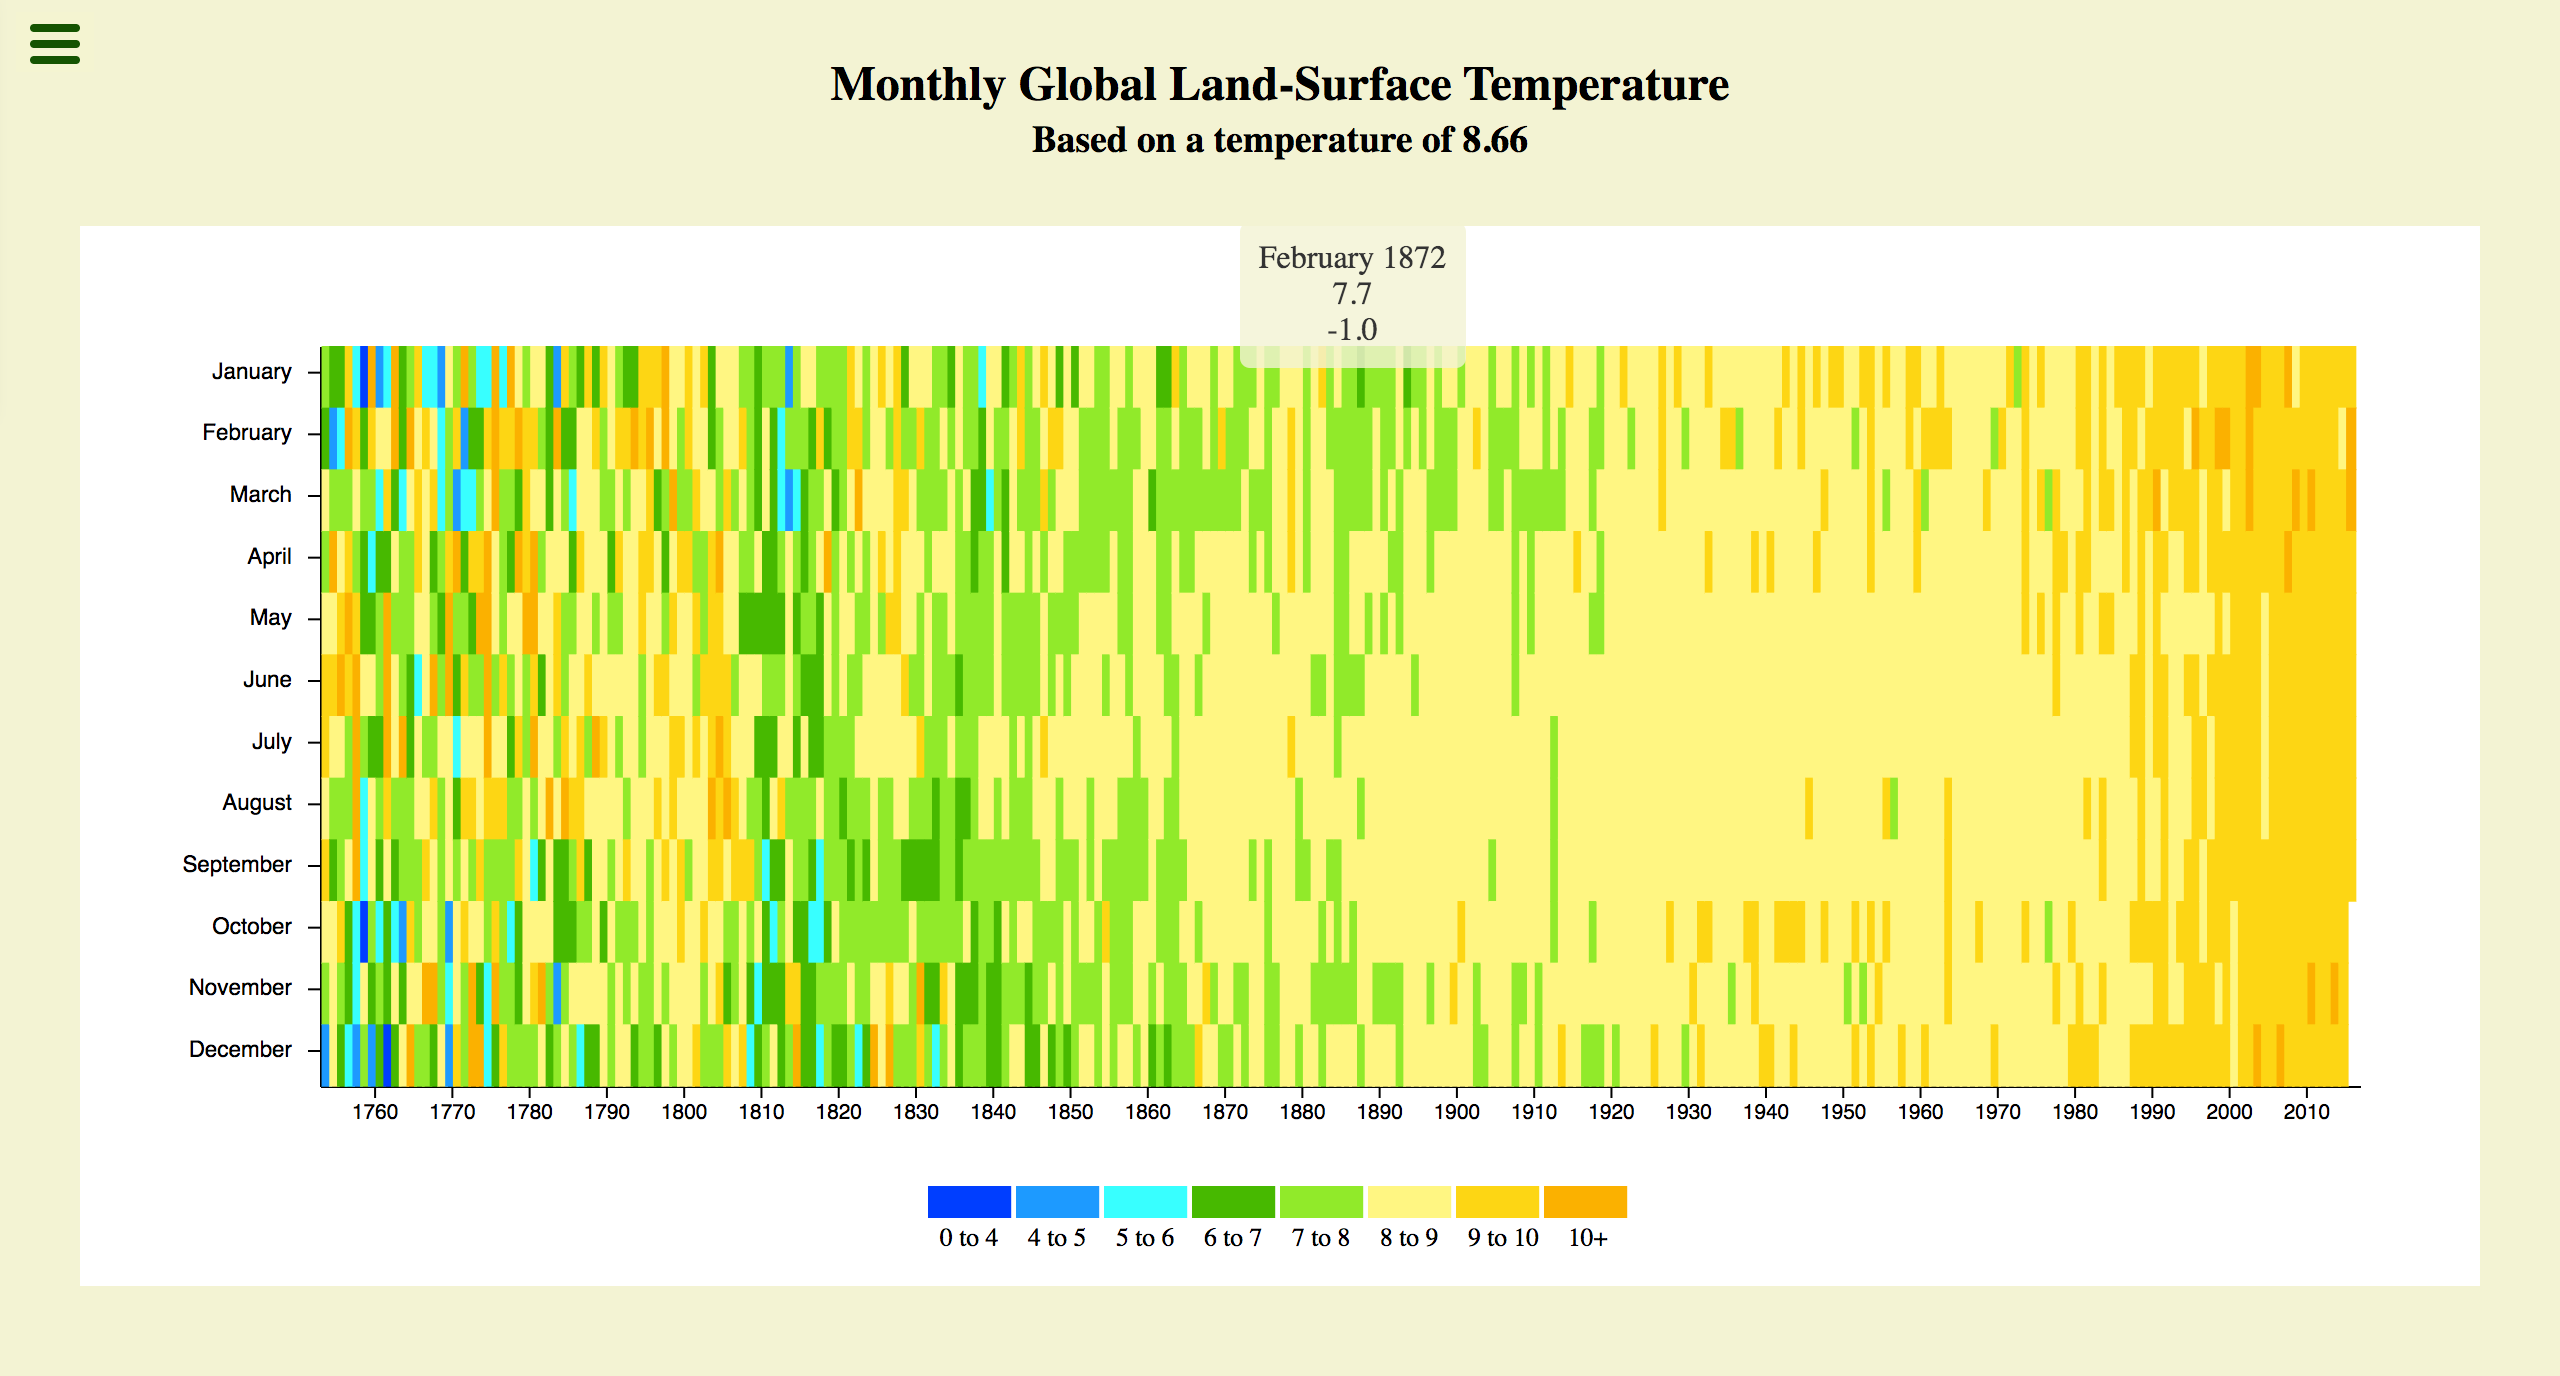 Monthly Global Land-Surface Temperature
Based on a temperature of 8.66
February 1872
7.7
-1.0
January
February
March
April
May
June
July
August
September
October
November
December
1760 1770 1780 1790 1800 1810 1820 1830 1840 1850 1860 1870 1880 1890 1900 1910 1920 1930 1940 1950 1960 1970 1980 1990 2000 2010
0 to 4 4 to 5 5 to 6 6 to 7 7 to 8 8 to 9 9 to 10 10+